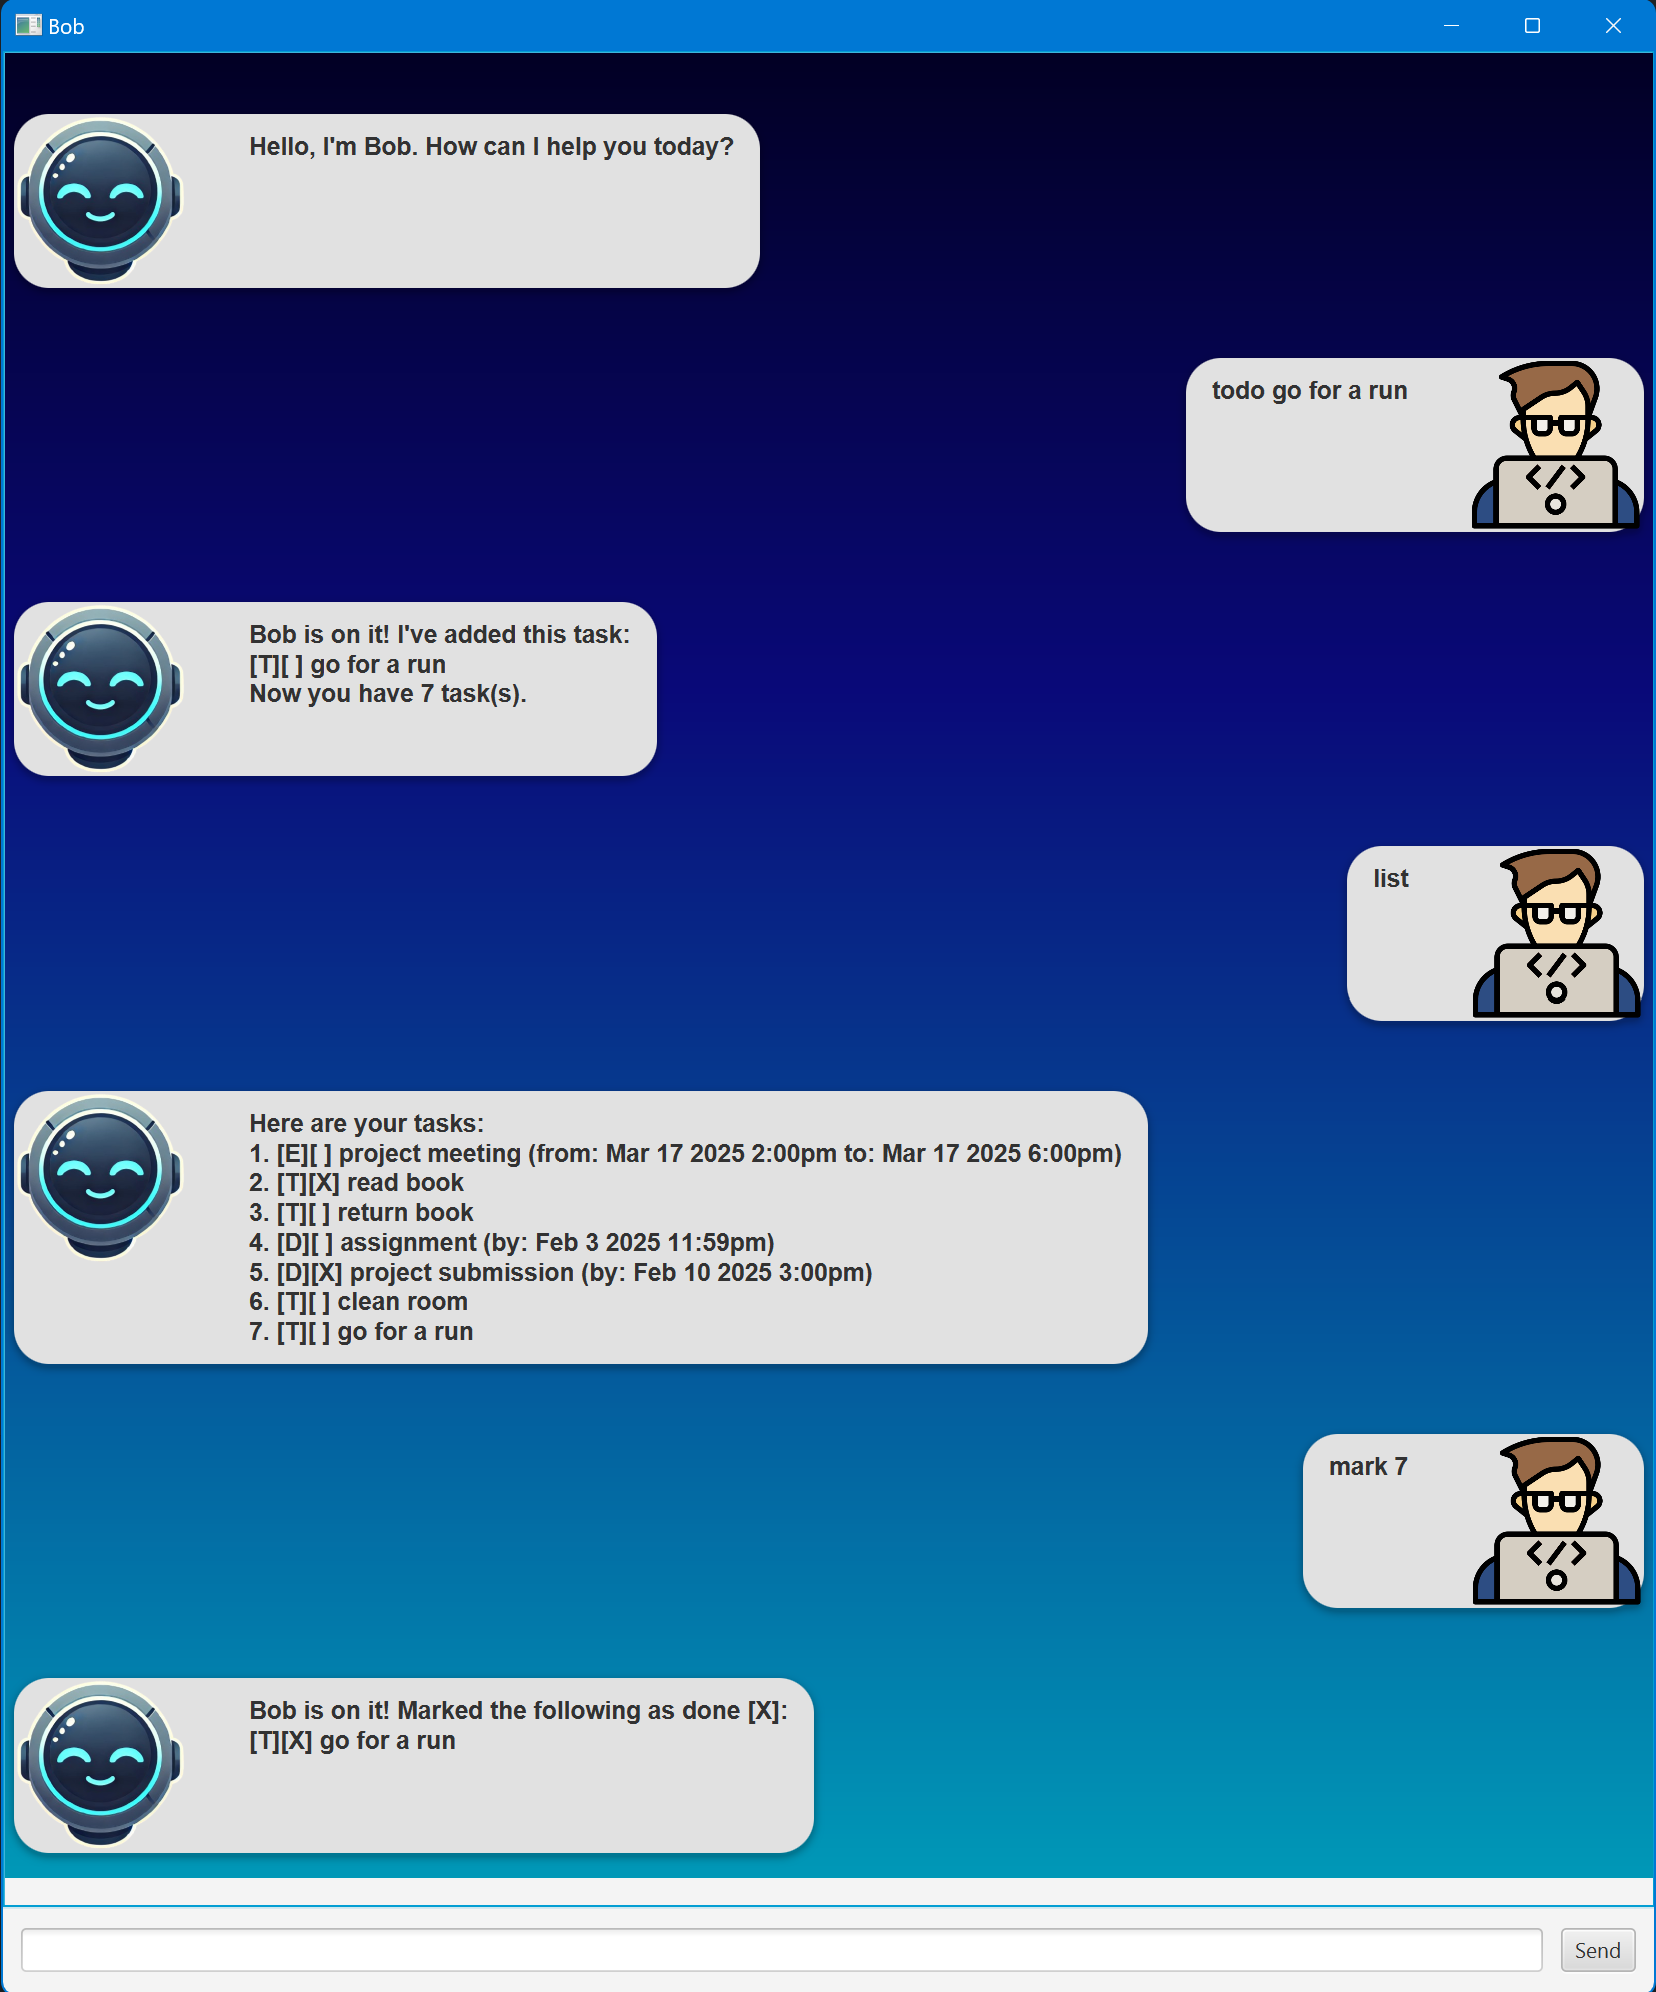 Bob
Hello, I'm Bob. How can I help you today?
todo go for a run
Bob is on it! I've added this task:
[T][ ] go for a run
Now you have 7 task(s).
list
Here are your tasks:
1. [E][ ] project meeting (from: Mar 17 2025 2:00pm to: Mar 17 2025 6:00pm)
2. [T][X] read book
3. [T][ ] return book
4. [D][ ] assignment (by: Feb 3 2025 11:59pm)
5. [D][X] project submission (by: Feb 10 2025 3:00pm)
6. [T][ ] clean room
7. [T][ ] go for a run
mark 7
Bob is on it! Marked the following as done [X]:
[T][X] go for a run
Send